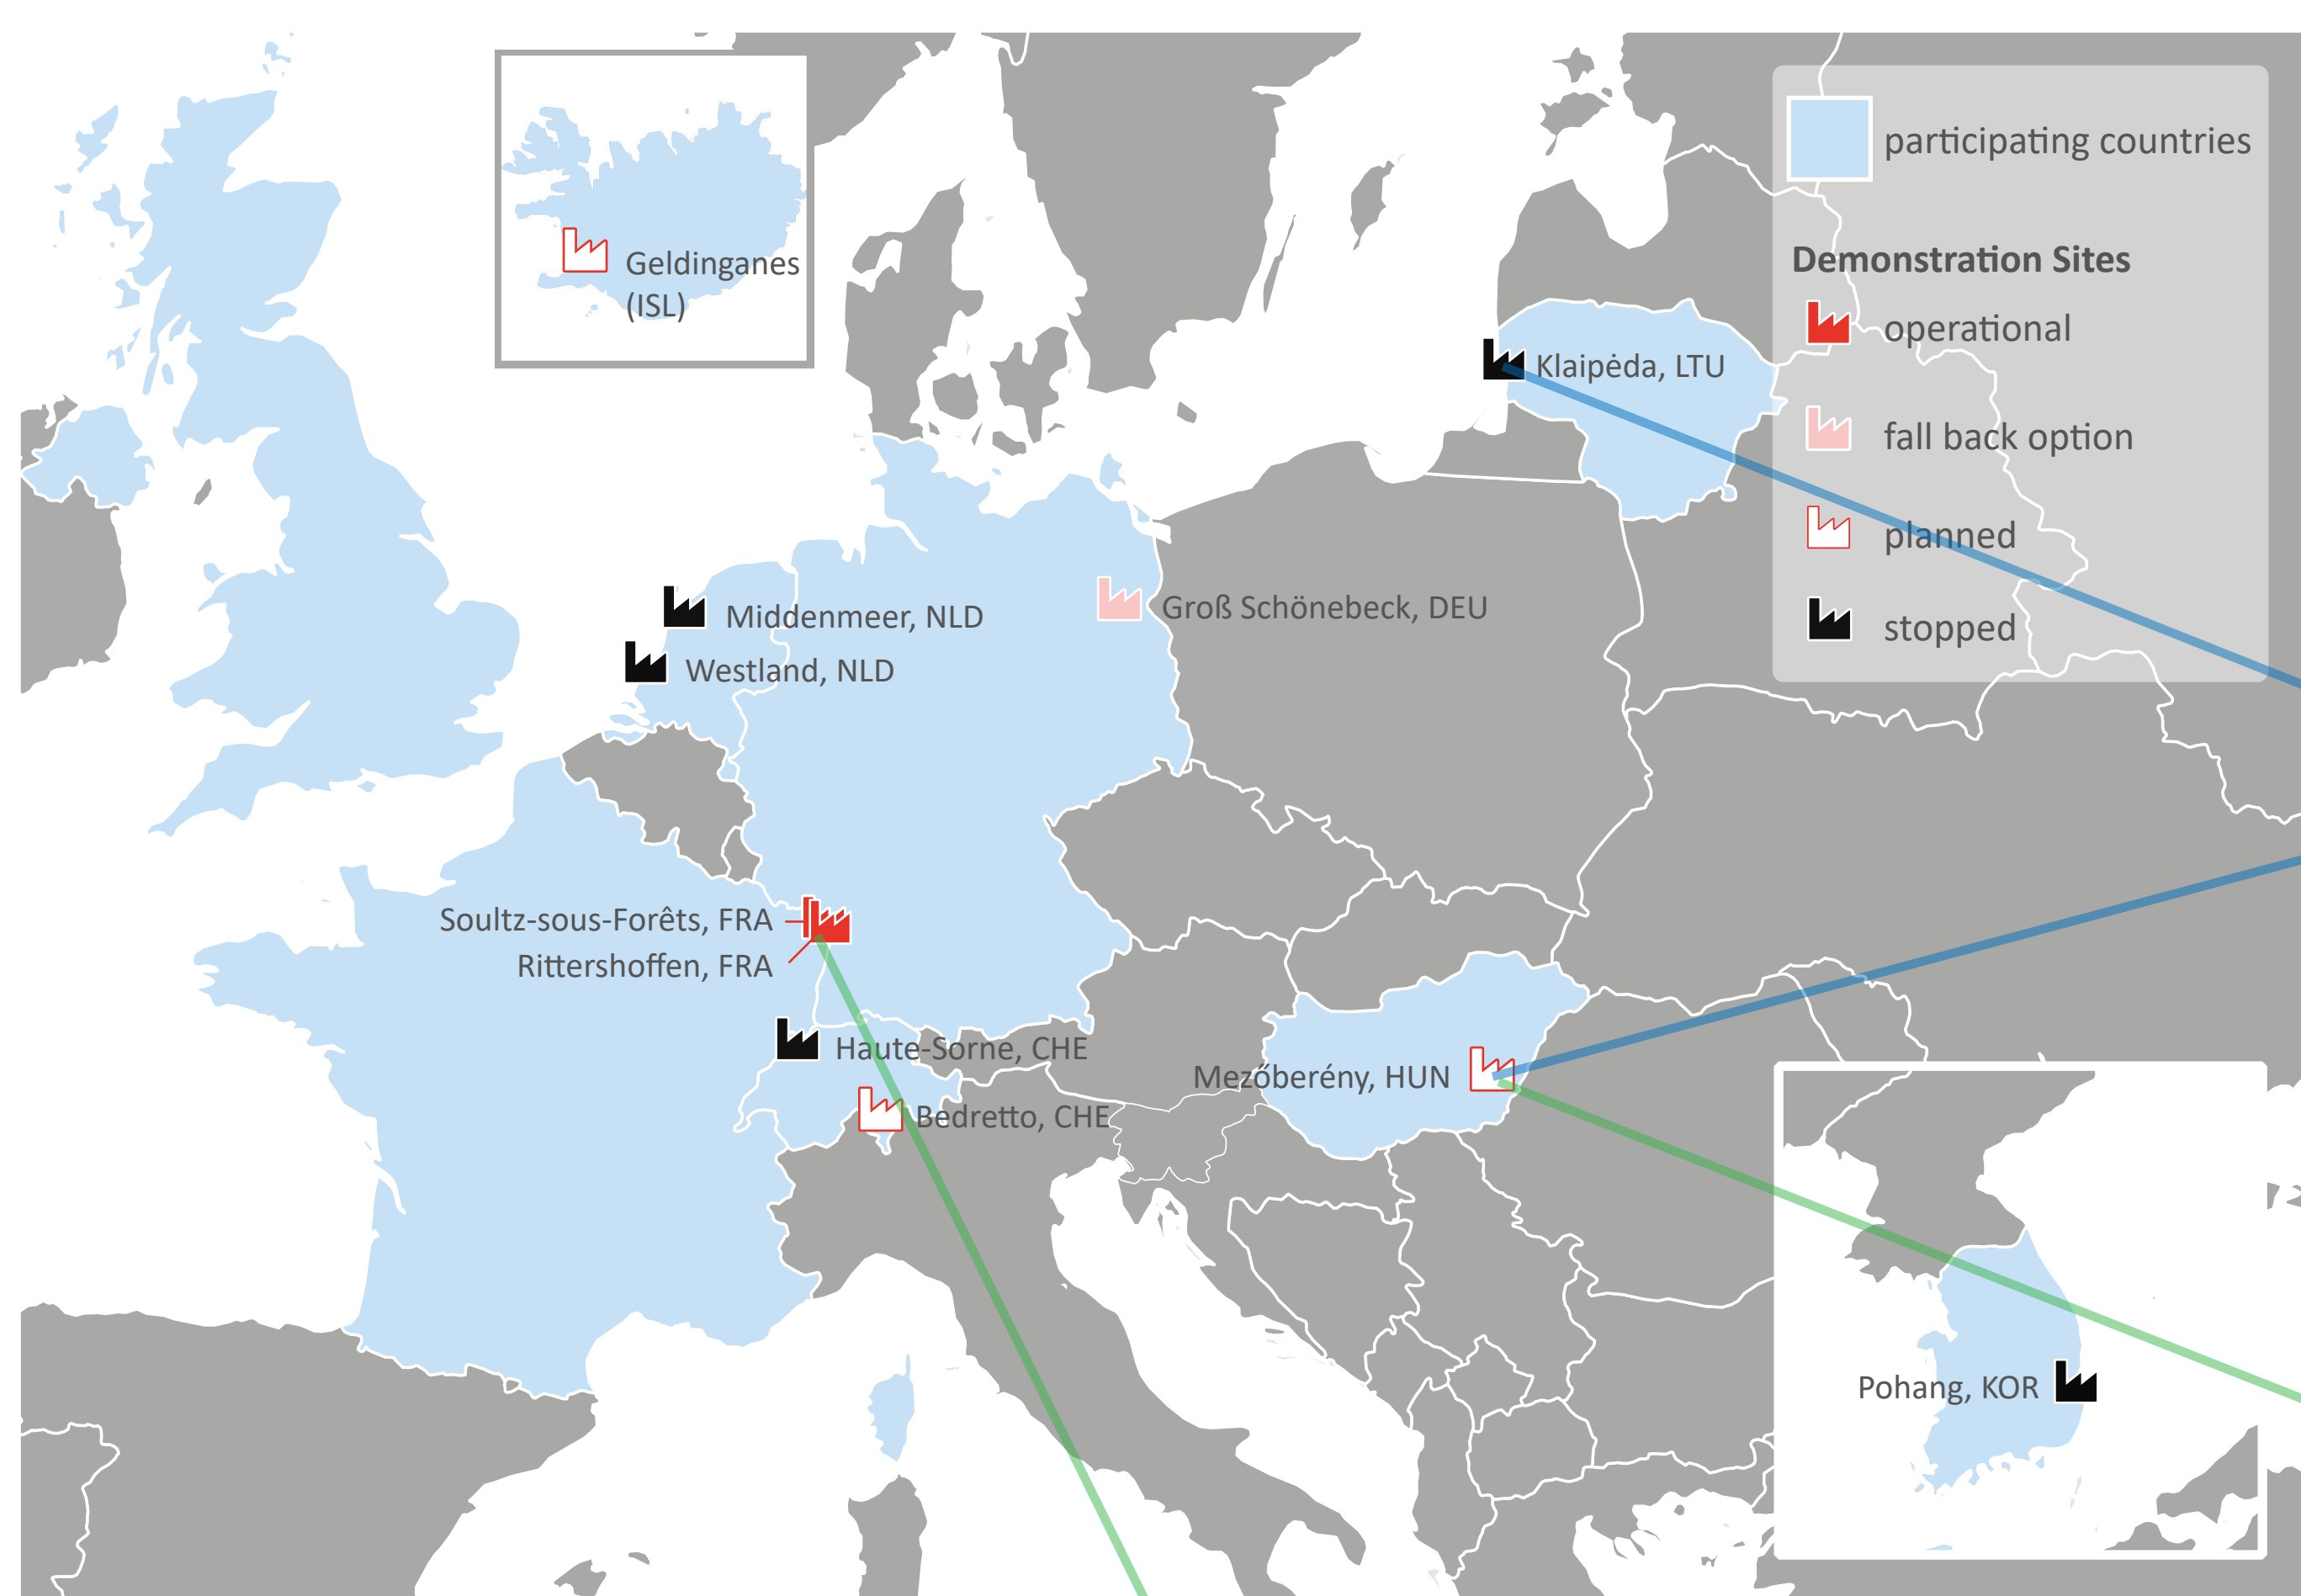 participating countries
Demonstration Sites
operational
fall back option
planned
stopped
Geldinganes
(ISL)
Klaipėda, LTU
Middenmeer, NLD
Groß Schönebeck, DEU
Westland, NLD
Soultz-sous-Forêts, FRA
Rittershoffen, FRA
Haute-Sorne, CHE
Mezőberény, HUN
Bedretto, CHE
Pohang, KOR